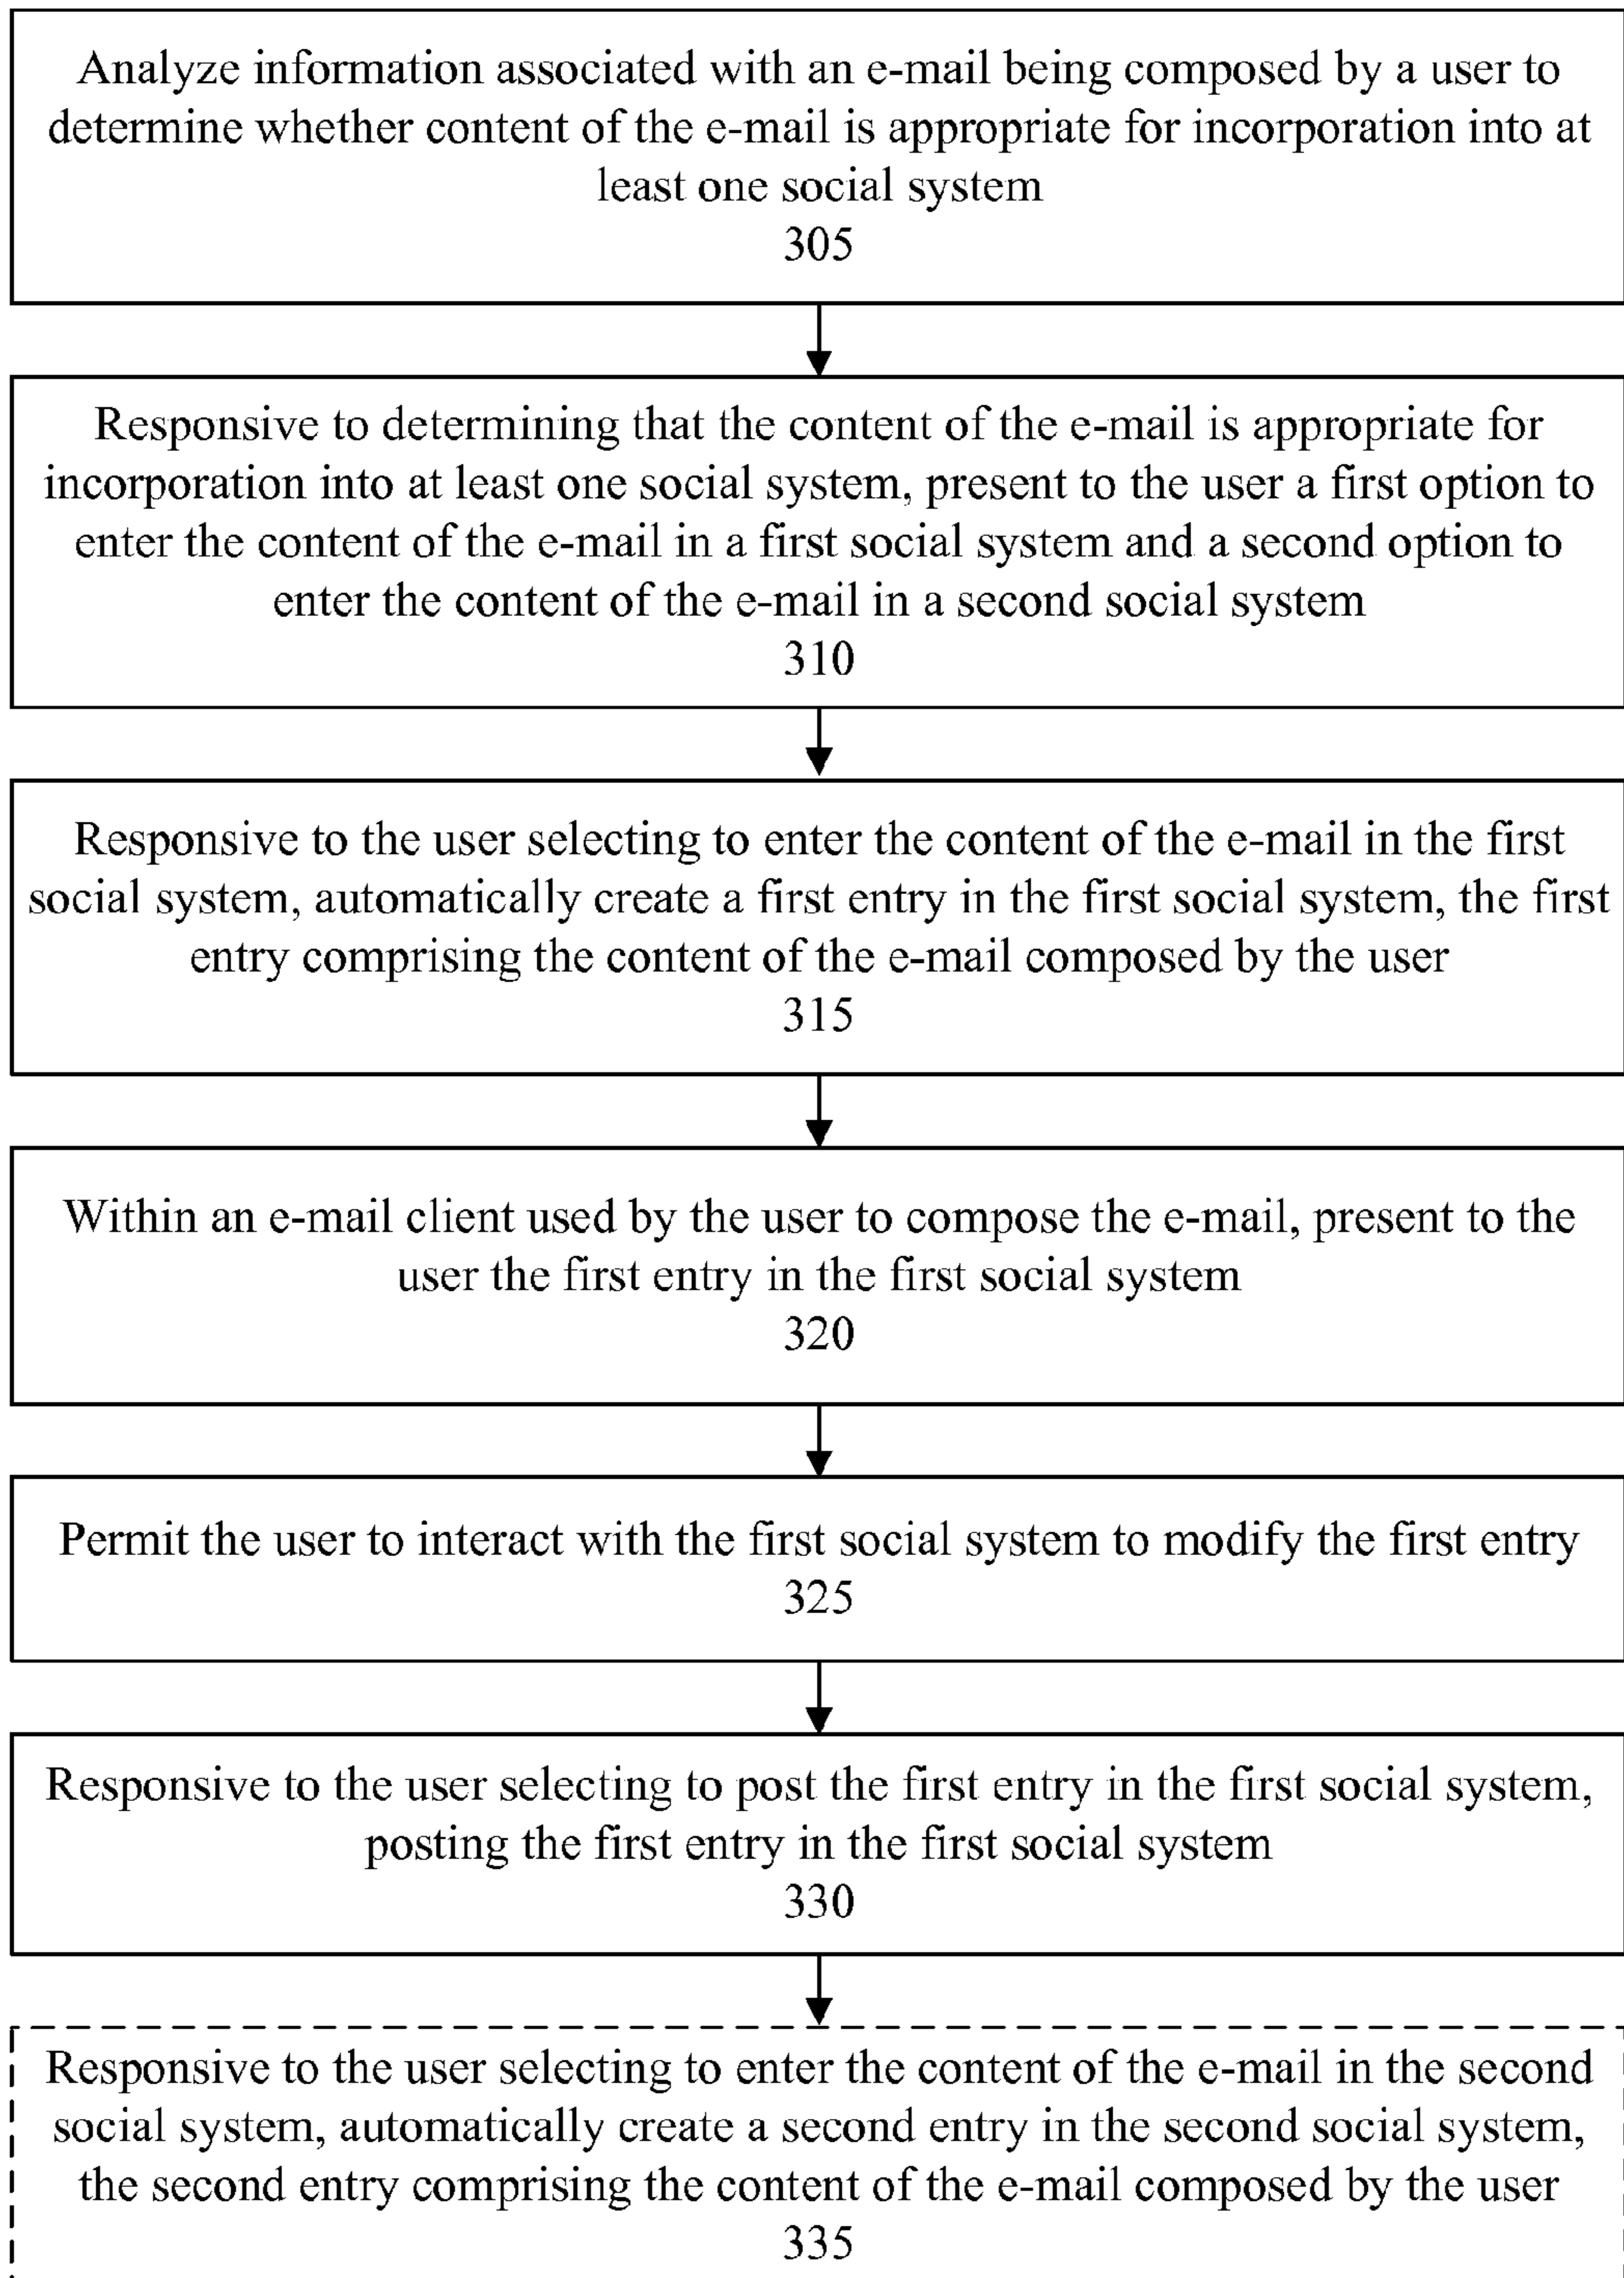 Analyze information associated with an e-mail being composed by a user to
determine whether content of the e-mail is appropriate for incorporation into at
least one social system
305
Responsive to determining that the content of the e-mail is appropriate for
incorporation into at least one social system, present to the user a first option to
enter the content of the e-mail in a first social system and a second option to
enter the content of the e-mail in a second social system
310
Responsive to the user selecting to enter the content of the e-mail in the first
social system, automatically create a first entry in the first social system, the first
entry comprising the content of the e-mail composed by the user
315
Within an e-mail client used by the user to compose the e-mail, present to the
user the first entry in the first social system
320
Permit the user to interact with the first social system to modify the first entry
325
Responsive to the user selecting to post the first entry in the first social system,
posting the first entry in the first social system
330
Responsive to the user selecting to enter the content of the e-mail in the second
social system, automatically create a second entry in the second social system,
the second entry comprising the content of the e-mail composed by the user
335